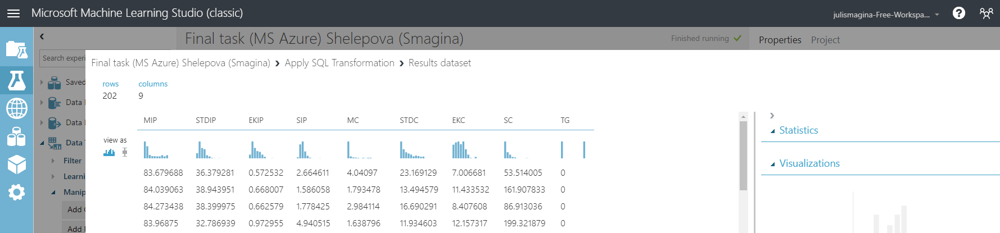 Microsoft Machine Learning Studio (classic)
julismagina-Free-Workspa...
Final task (MS Azure) Shelepova (Smagina)
Finished running
Properties Project
Search experi
Final task (MS Azure) Shelepova (Smagina) > Apply SQL Transformation > Results dataset
Saved
Data
Data
Data
Filter
Learni
Manip
Add
Add
rows columns
202 9
MIP STDIP EKIP SIP MC STDC EKC SC TG
view as
83.679688 36.379281 0.572532 2.664611 4.04097 23.169129 7.006681 53.514005 0
84.039063 38.943951 0.668007 1.586058 1.793478 13.494579 11.433532 161.907833 0
84.273438 38.399975 0.662579 1.778425 2.984114 16.690291 8.407608 86.913036 0
83.96875 32.786939 0.972955 4.940515 1.638796 11.934603 12.157317 199.321879 0
Statistics
Visualizations